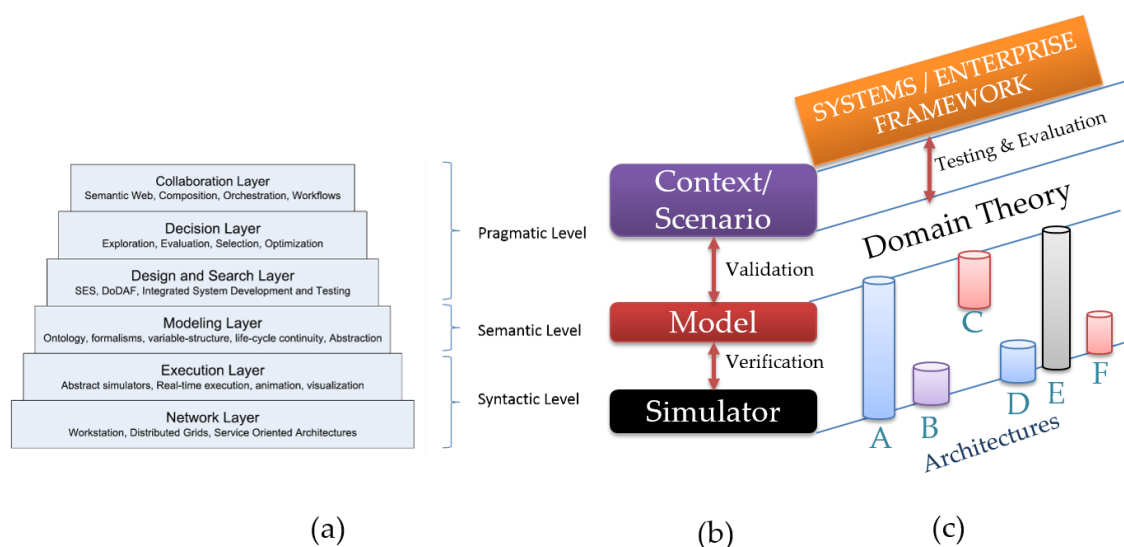 Collaboration Layer
Semantic Web, Composition, Orchestration, Workflows
Decision Layer
Exploration, Evaluation, Selection, Optimization
Design and Search Layer
SES, DoDAF, Integrated System Development and Testing
Modeling Layer
Ontology, formalisms, variable-structure, life-cycle continuity, Abstraction
Execution Layer
Abstract simulators, Real-time execution, animation, visualization
Network Layer
Workstation, Distributed Grids, Service Oriented Architectures
Pragmatic Level
Semantic Level
Syntactic Level
(a)
Context/
Scenario
Validation
Model
Verification
Simulator
(b)
SYSTEMS / ENTERPRISE
FRAMEWORK
Testing & Evaluation
Domain Theory
A
B
C
D
E
F
Architectures
(c)